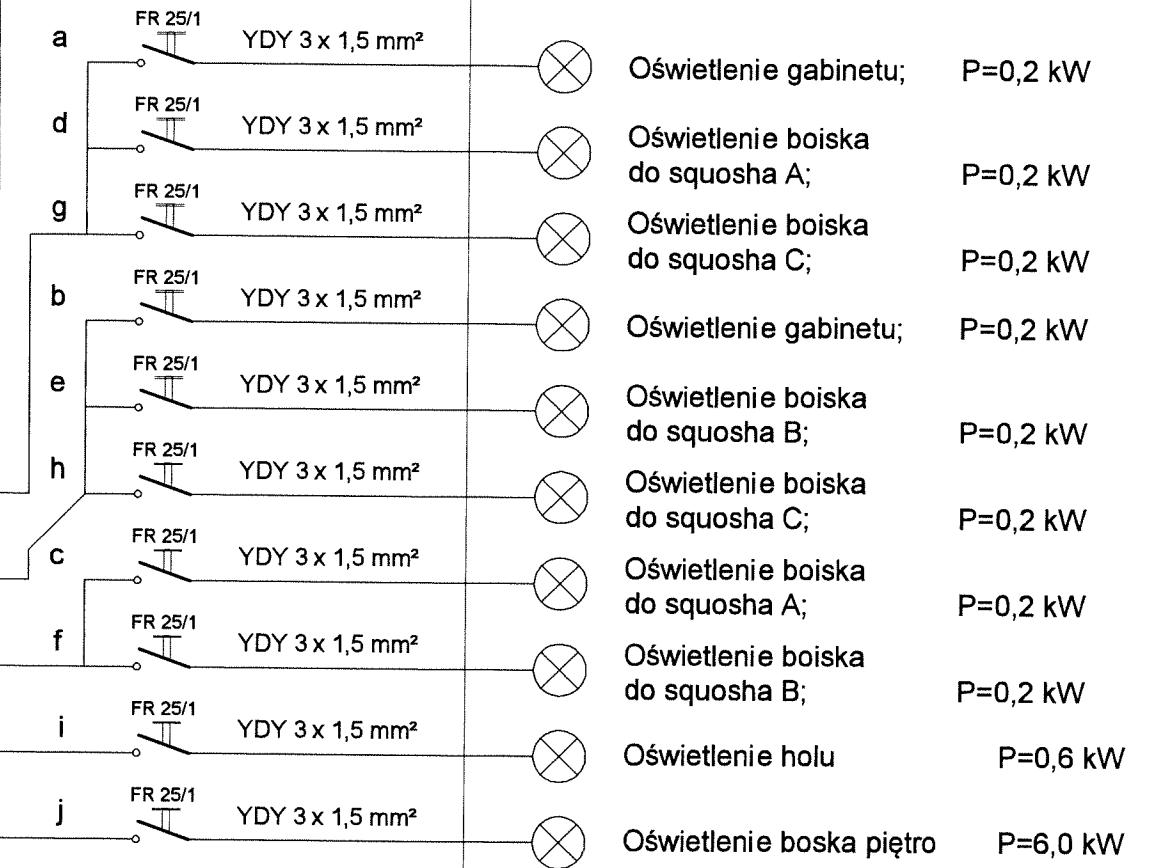 a FR 25/1 YDY 3 x 1,5 mm² Oświetlenie gabinetu; P=0,2 kW
d FR 25/1 YDY 3 x 1,5 mm² Oświetlenie boiska
do squosha A; P=0,2 kW
g FR 25/1 YDY 3 x 1,5 mm² Oświetlenie boiska
do squosha C; P=0,2 kW
b FR 25/1 YDY 3 x 1,5 mm² Oświetlenie gabinetu; P=0,2 kW
e FR 25/1 YDY 3 x 1,5 mm² Oświetlenie boiska
do squosha B; P=0,2 kW
h FR 25/1 YDY 3 x 1,5 mm² Oświetlenie boiska
do squosha C; P=0,2 kW
c FR 25/1 YDY 3 x 1,5 mm² Oświetlenie boiska
do squosha A; P=0,2 kW
f FR 25/1 YDY 3 x 1,5 mm² Oświetlenie boiska
do squosha B; P=0,2 kW
i FR 25/1 YDY 3 x 1,5 mm² Oświetlenie holu P=0,6 kW
j FR 25/1 YDY 3 x 1,5 mm² Oświetlenie boska piętro P=6,0 kW